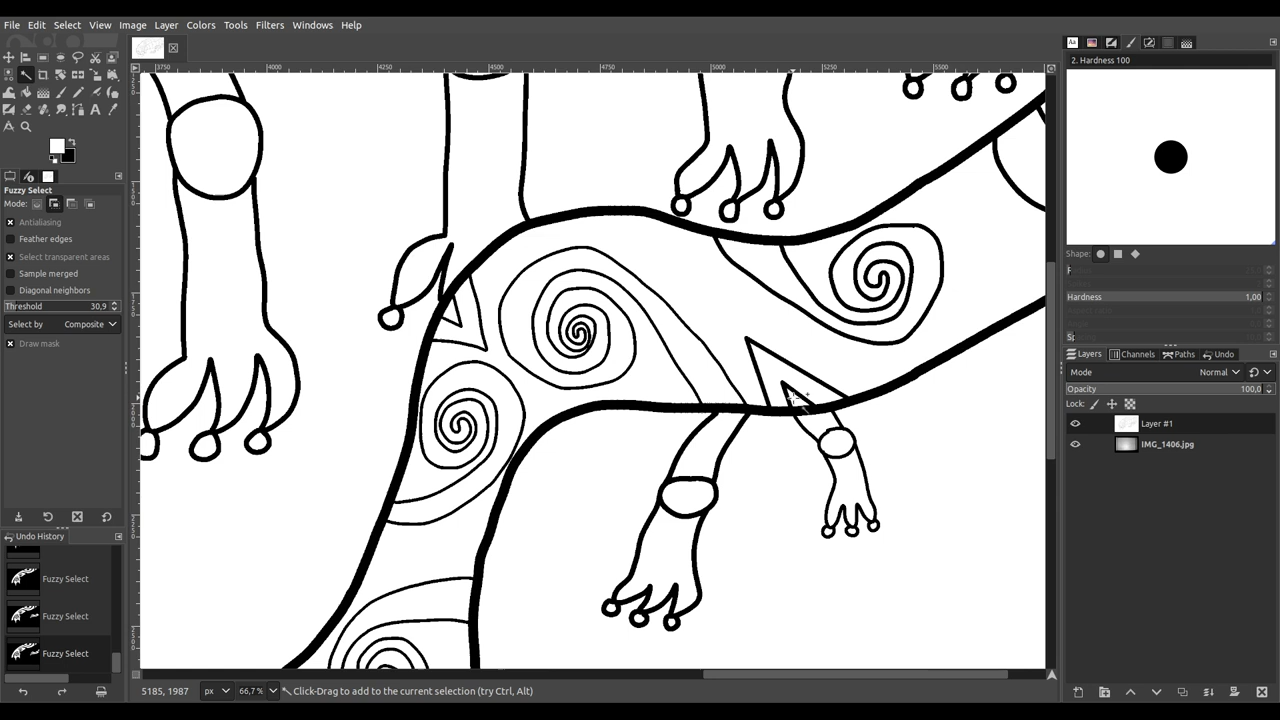 File Edit Select View Image Layer Colors Tools Filters Windows Help
3750 4000 4250 4500 4750 5000 5250 5500
2. Hardness 100
Fuzzy Select
Mode:
Antialiasing
Feather edges
Select transparent areas
Sample merged
Diagonal neighbors
Threshold 30,9
Select by Composite
Draw mask
Undo History
Fuzzy Select
Fuzzy Select
Fuzzy Select
Shape:
Hardness 1,00
Layers Channels Paths Undo
Mode Normal
Opacity 100,0
Lock:
Layer #1
IMG_1406.jpg
5185, 1987 px 66,7 % Click-Drag to add to the current selection (try Ctrl, Alt)